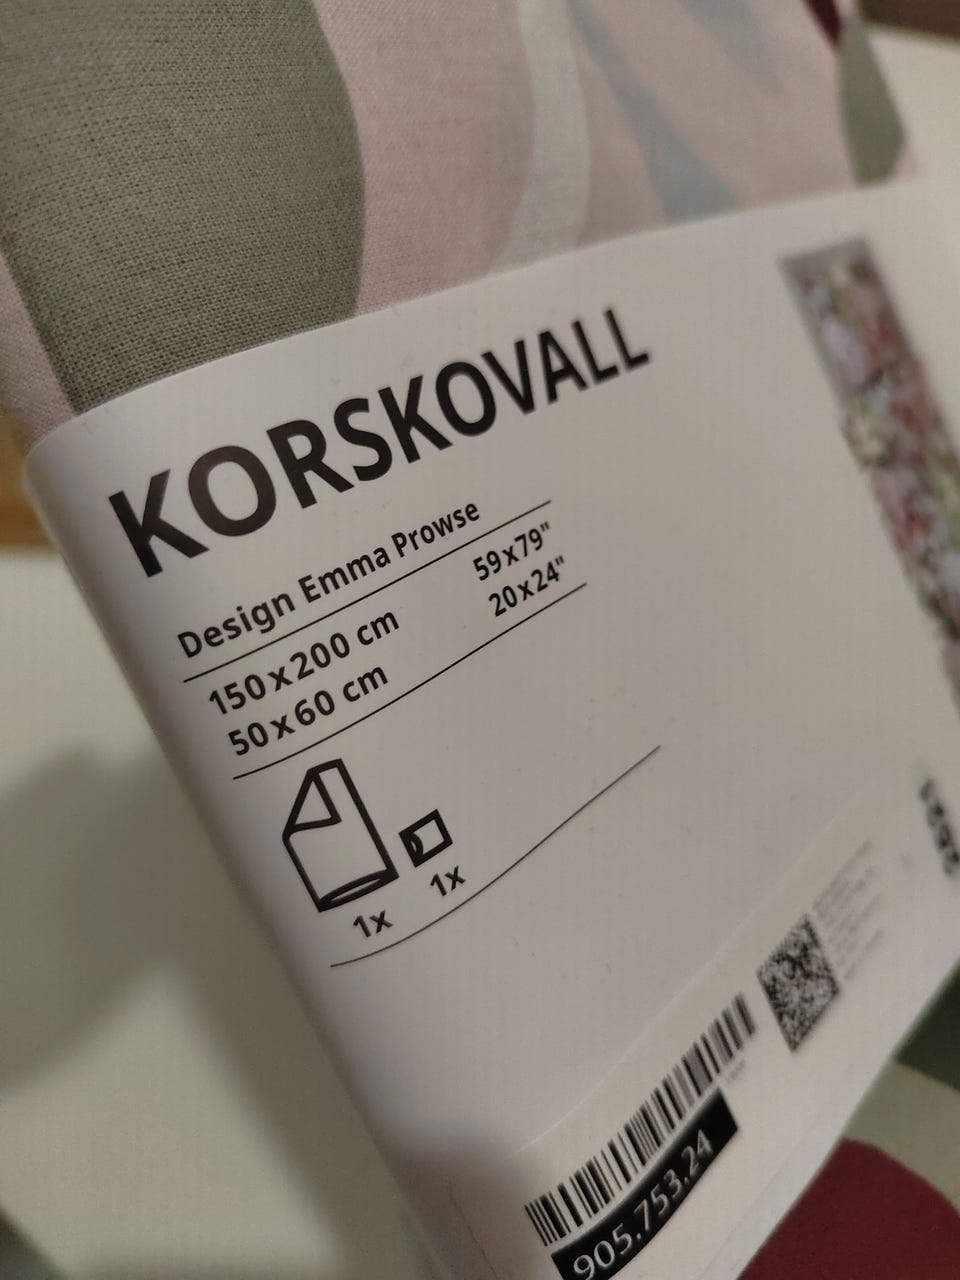 KORSKOVALL
Design Emma Prowse
150x200 cm 59x79"
50x60 cm 20x24"
1x 1x
905.753.24